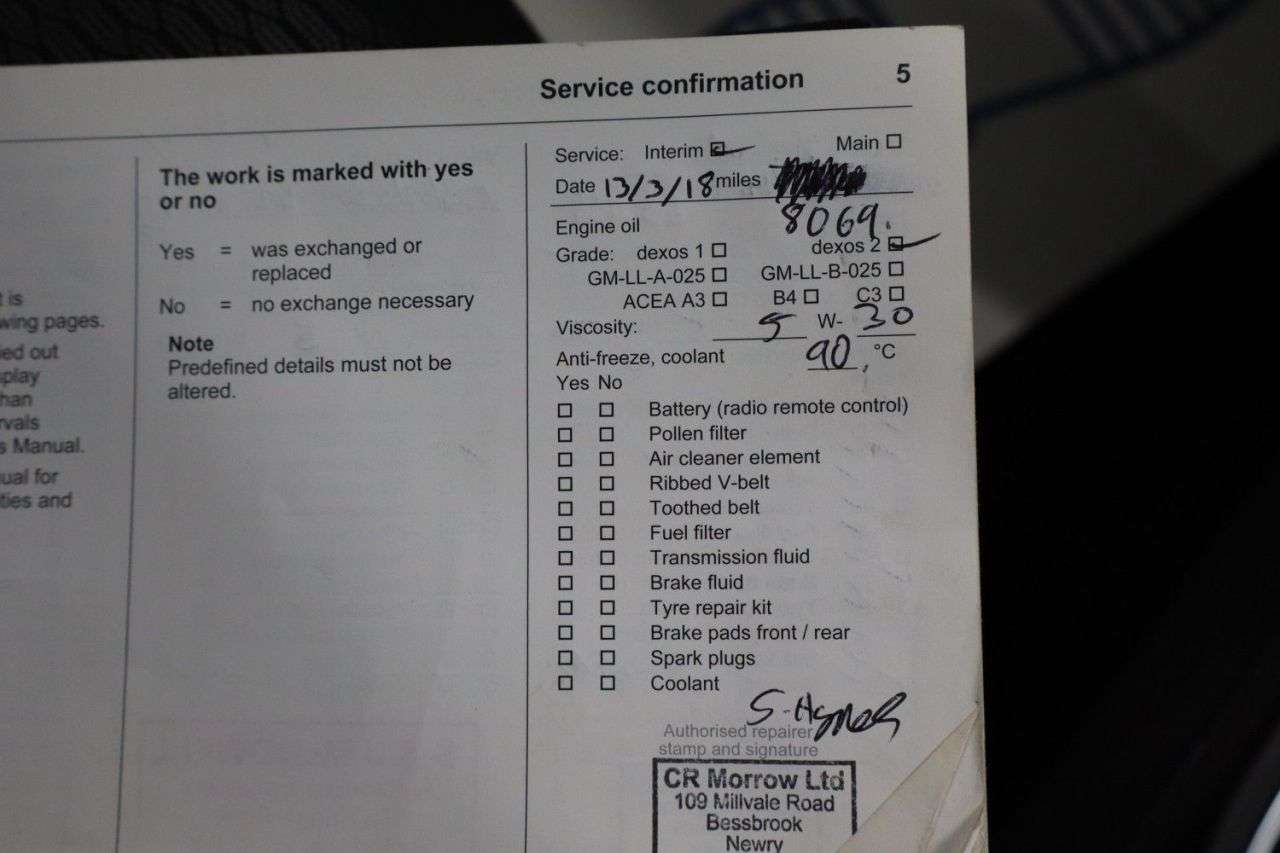 Service confirmation 5
t is
wing pages.
ied out
splay
han
rvals
s Manual.
ual for
ties and
The work is marked with yes
or no
Yes = was exchanged or
replaced
No = no exchange necessary
Note
Predefined details must not be
altered.
Service: Interim Main
Date 13/3/18 miles
8069.
Engine oil
Grade: dexos 1 dexos 2
GM-LL-A-025 GM-LL-B-025
ACEA A3 B4 C3
Viscosity: 5 W- 30
Anti-freeze, coolant 90 °C
Yes No
Battery (radio remote control)
Pollen filter
Air cleaner element
Ribbed V-belt
Toothed belt
Fuel filter
Transmission fluid
Brake fluid
Tyre repair kit
Brake pads front / rear
Spark plugs
Coolant
Authorised repairer
stamp and signature
CR Morrow Ltd
109 Millvale Road
Bessbrook
Newry